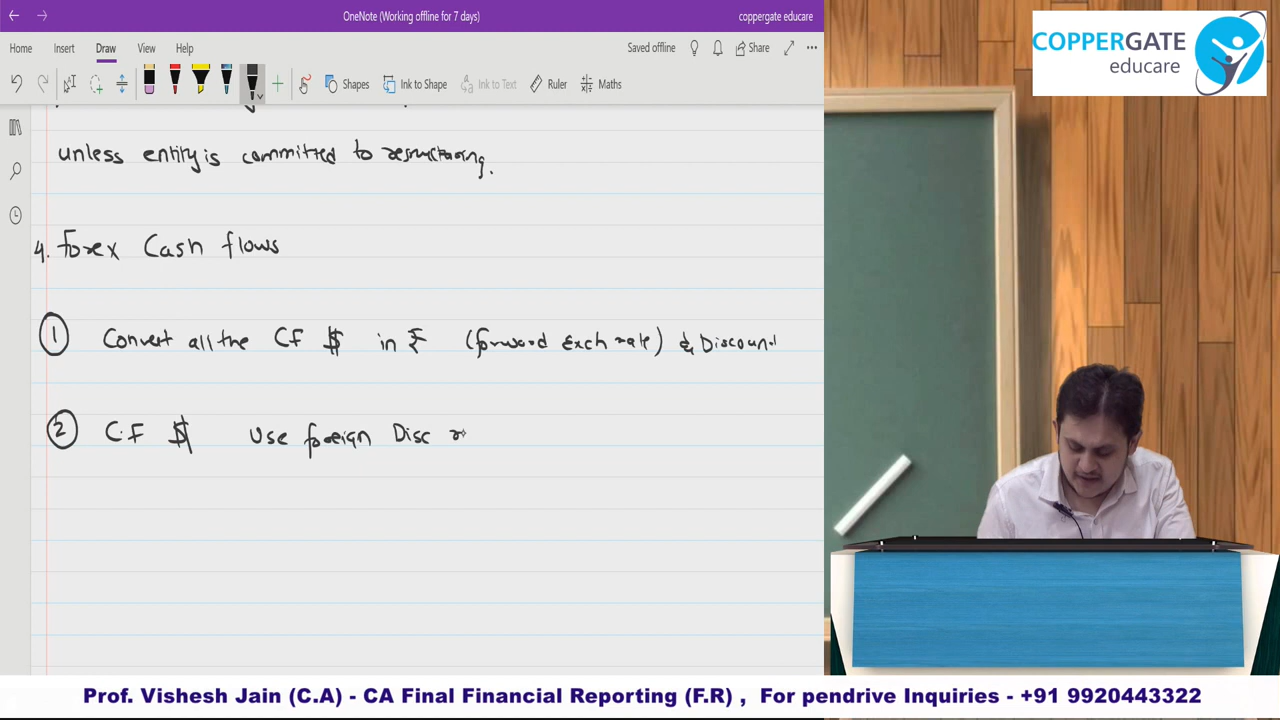 OneNote (Working offline for 7 days)
coppergate educare
Home Insert Draw View Help
Saved offline Share
Shapes Ink to Shape Ink to Text Ruler Maths
COPPERGATE
educare
unless entity is committed to restructuring.
4. Forex Cash flows
1 Convert all the CF $ in ₹ (forward Exch rate) & Discount
2 C.F $ Use foreign Disc
Prof. Vishesh Jain (C.A) - CA Final Financial Reporting (F.R) , For pendrive Inquiries - +91 9920443322